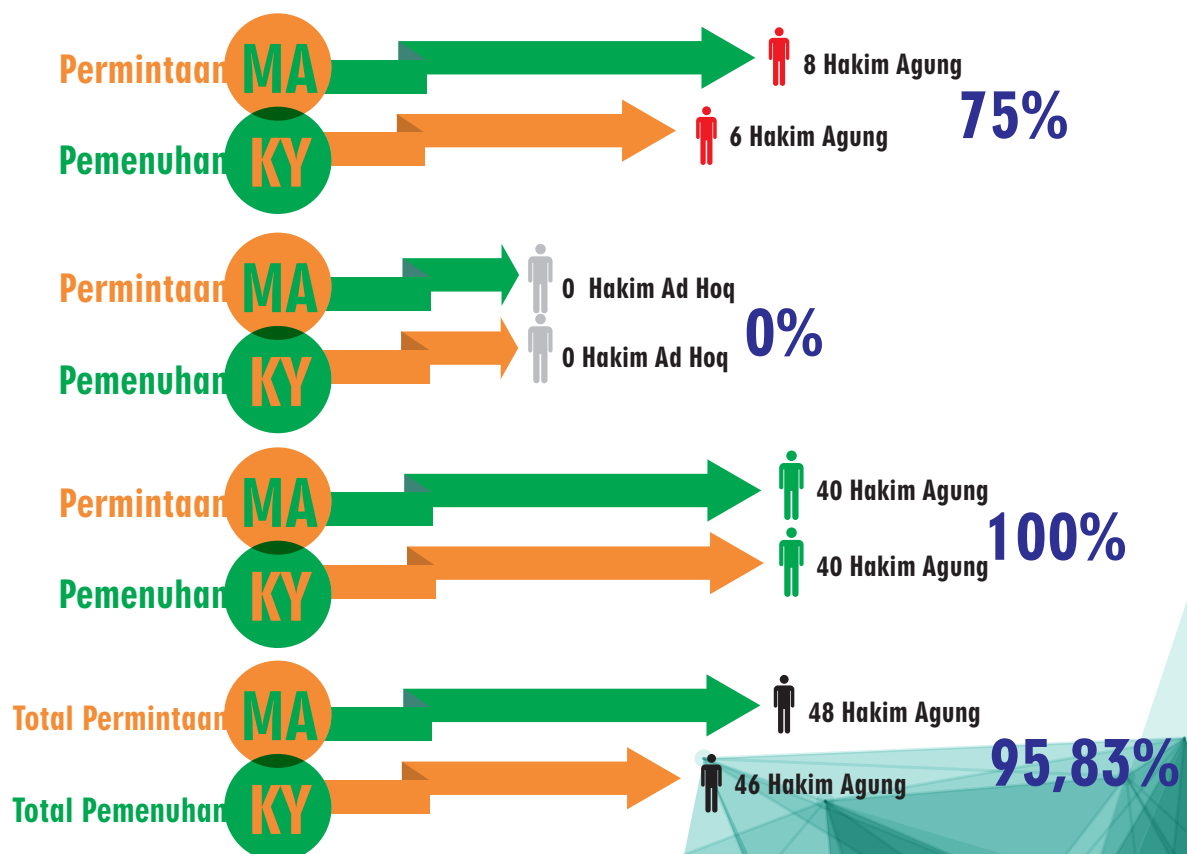 Permintaan MA 8 Hakim Agung
75%
Pemenuhan KY 6 Hakim Agung
Permintaan MA 0 Hakim Ad Hoq
0%
Pemenuhan KY 0 Hakim Ad Hoq
Permintaan MA 40 Hakim Agung
100%
Pemenuhan KY 40 Hakim Agung
Total Permintaan MA 48 Hakim Agung
95,83%
Total Pemenuhan KY 46 Hakim Agung